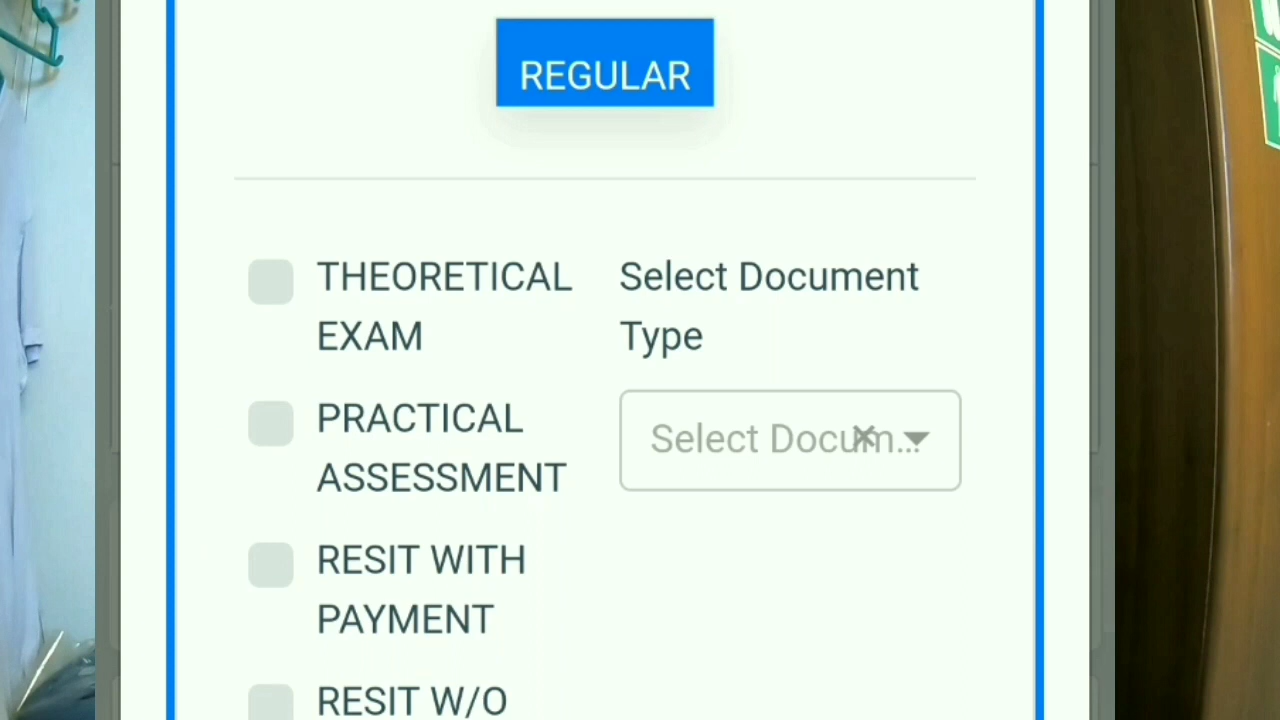 REGULAR
THEORETICAL
EXAM
Select Document
Type
PRACTICAL
ASSESSMENT
Select Docum...
RESIT WITH
PAYMENT
RESIT W/O